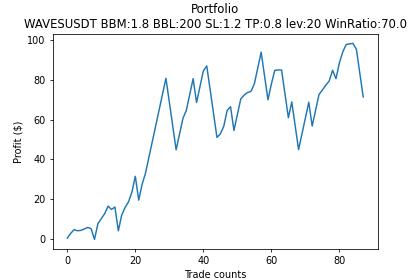 Portfolio
WAVESUSDT BBM:1.8 BBL:200 SL:1.2 TP:0.8 lev:20 WinRatio:70.0
100
80
60
40
20
0
Profit ($)
0 20 40 60 80
Trade counts